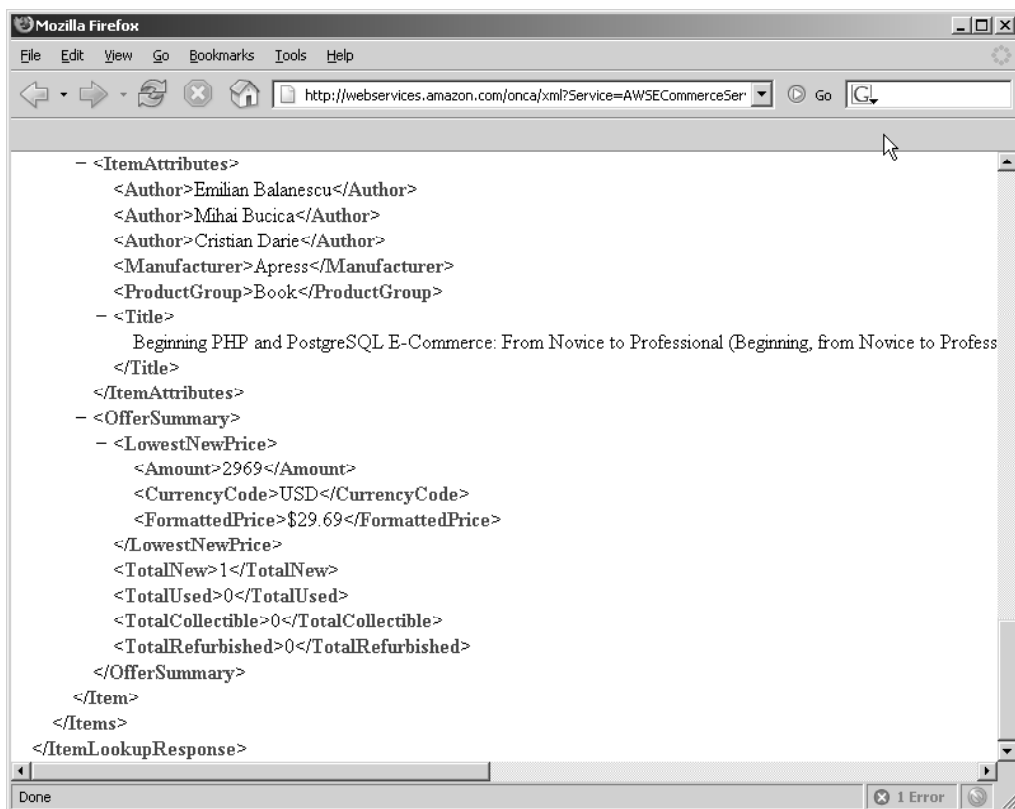 Mozilla Firefox
File Edit View Go Bookmarks Tools Help
http://webservices.amazon.com/onca/xml?Service=AWSECommerceSer Go G
− <ItemAttributes>
<Author>Emilian Balanescu</Author>
<Author>Mihai Bucica</Author>
<Author>Cristian Darie</Author>
<Manufacturer>Apress</Manufacturer>
<ProductGroup>Book</ProductGroup>
− <Title>
Beginning PHP and PostgreSQL E-Commerce: From Novice to Professional (Beginning, from Novice to Profess
</Title>
</ItemAttributes>
− <OfferSummary>
− <LowestNewPrice>
<Amount>2969</Amount>
<CurrencyCode>USD</CurrencyCode>
<FormattedPrice>$29.69</FormattedPrice>
</LowestNewPrice>
<TotalNew>1</TotalNew>
<TotalUsed>0</TotalUsed>
<TotalCollectible>0</TotalCollectible>
<TotalRefurbished>0</TotalRefurbished>
</OfferSummary>
</Item>
</Items>
</ItemLookupResponse>
Done 1 Error